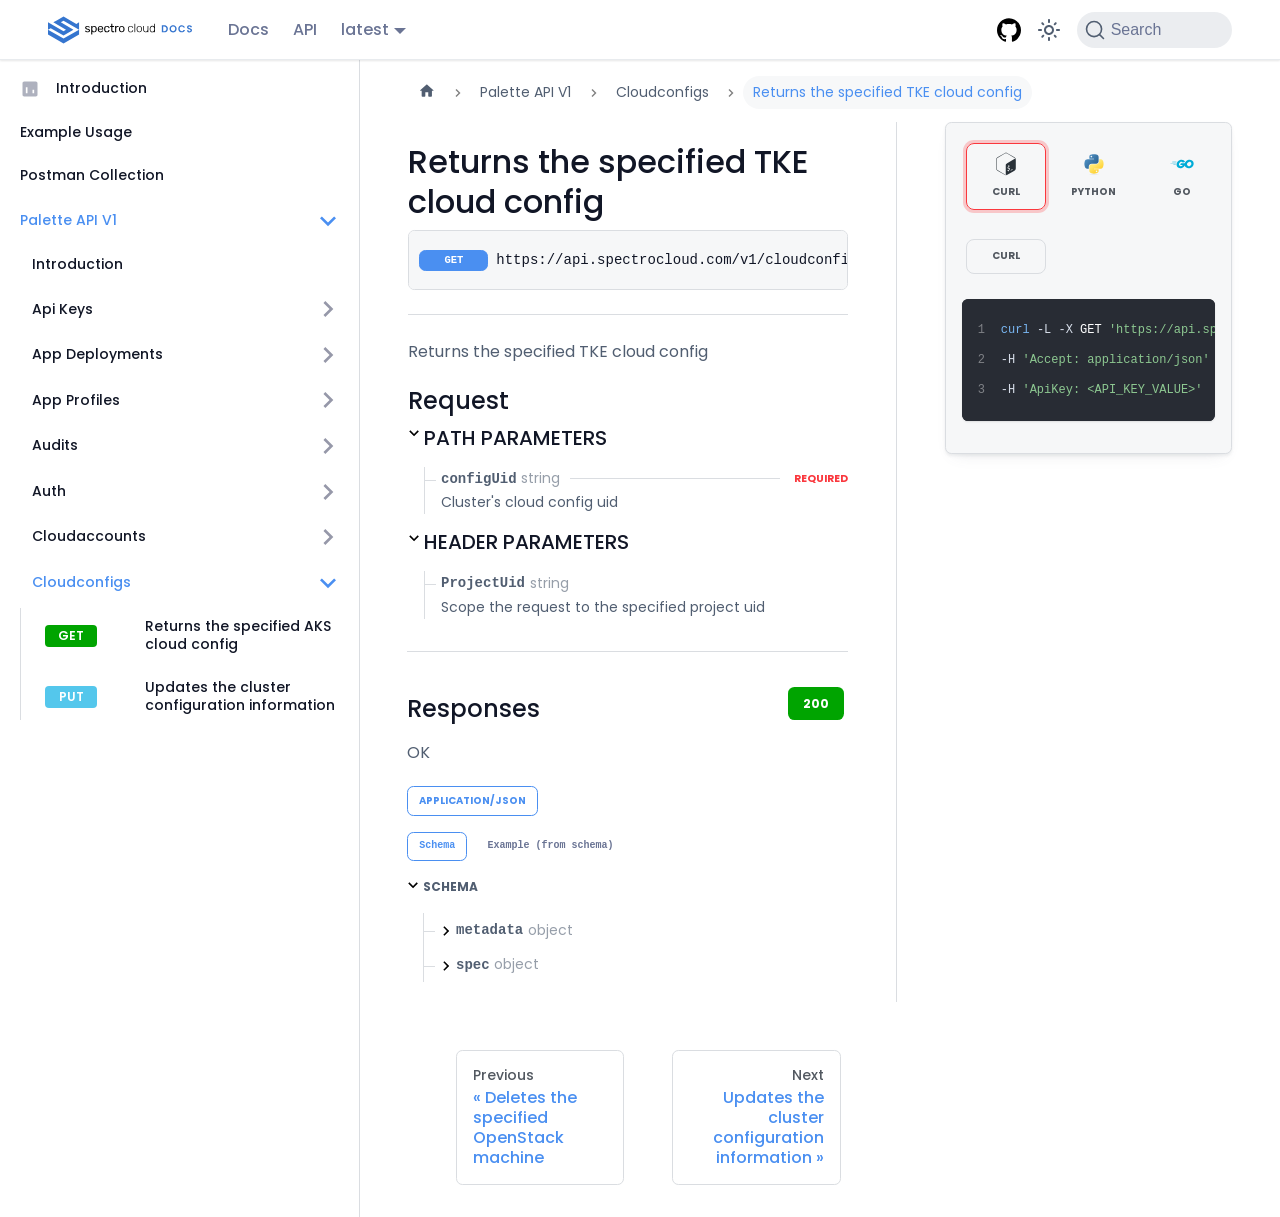 spectro cloud DOCS
Docs
API
latest
Search
Introduction
Example Usage
Postman Collection
Palette API V1
Introduction
Api Keys
App Deployments
App Profiles
Audits
Auth
Cloudaccounts
Cloudconfigs
GET
Returns the specified AKS
cloud config
PUT
Updates the cluster
configuration information
Palette API V1
Cloudconfigs
Returns the specified TKE cloud config
Returns the specified TKE
cloud config
GET https://api.spectrocloud.com/v1/cloudconfi
Returns the specified TKE cloud config
Request
PATH PARAMETERS
configUid string REQUIRED
Cluster's cloud config uid
HEADER PARAMETERS
ProjectUid string
Scope the request to the specified project uid
Responses
200
OK
APPLICATION/JSON
Schema
Example (from schema)
SCHEMA
metadata object
spec object
Previous
« Deletes the
specified
OpenStack
machine
Next
Updates the
cluster
configuration
information »
CURL
PYTHON
GO
CURL
1 curl -L -X GET 'https://api.sp
2 -H 'Accept: application/json'
3 -H 'ApiKey: <API_KEY_VALUE>'